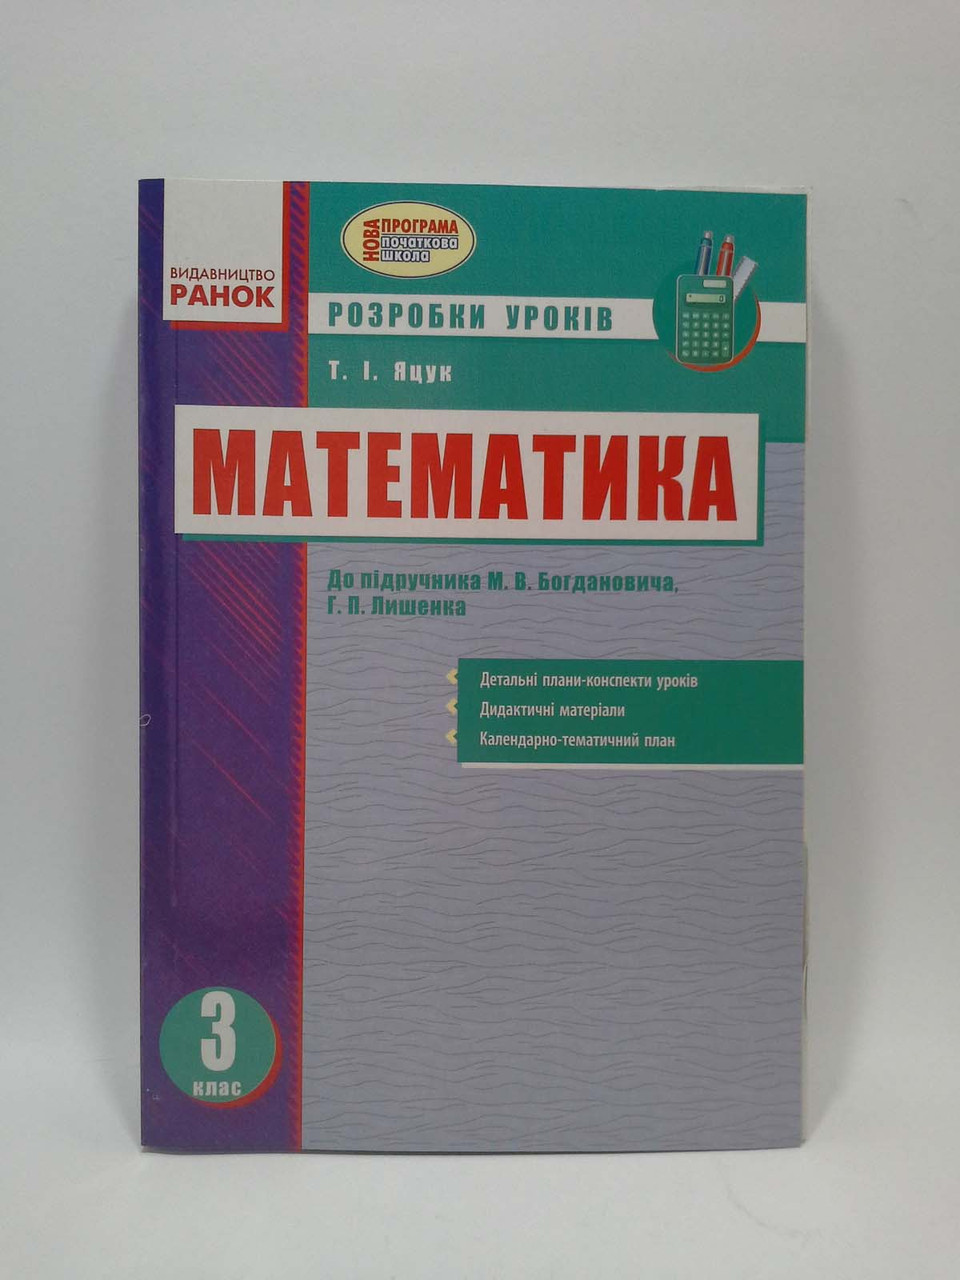 ВИДАВНИЦТВО
РАНОК
НОВА
ПРОГРАМА
початкова
школа
РОЗРОБКИ УРОКІВ
Т. І. Яцук
МАТЕМАТИКА
До підручника М. В. Богдановича,
Г. П. Лишенка
Детальні плани-конспекти уроків
Дидактичні матеріали
Календарно-тематичний план
3
клас